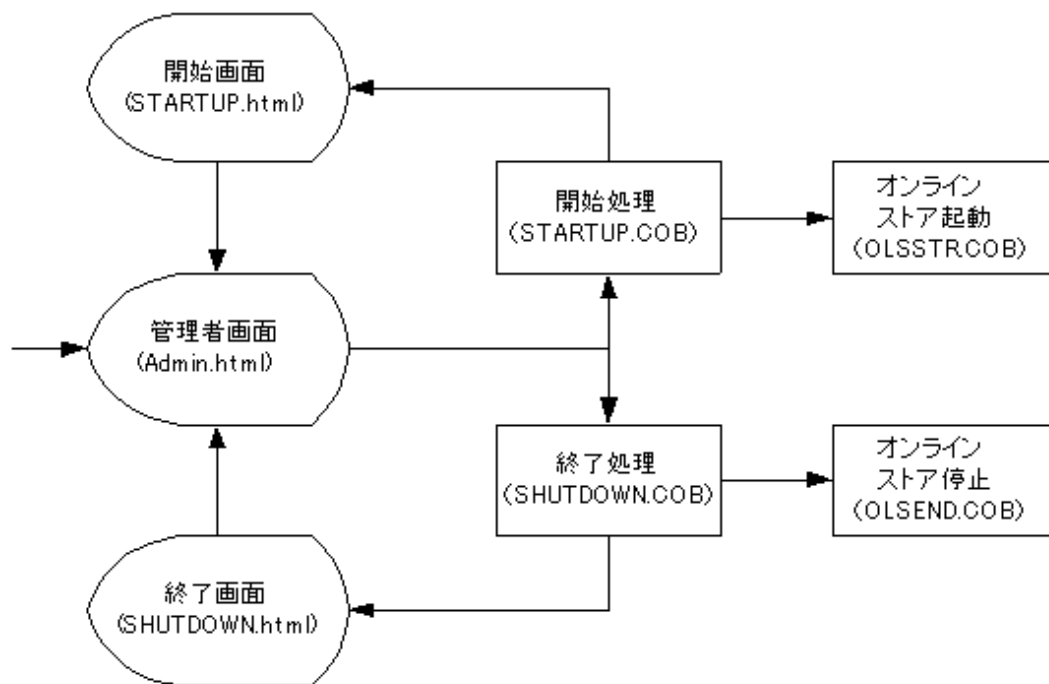 開始画面
(STARTUP.html)
開始処理
(STARTUP.COB)
オンライン
ストア起動
(OLSSTR.COB)
管理者画面
(Admin.html)
終了処理
(SHUTDOWN.COB)
オンライン
ストア停止
(OLSEND.COB)
終了画面
(SHUTDOWN.html)